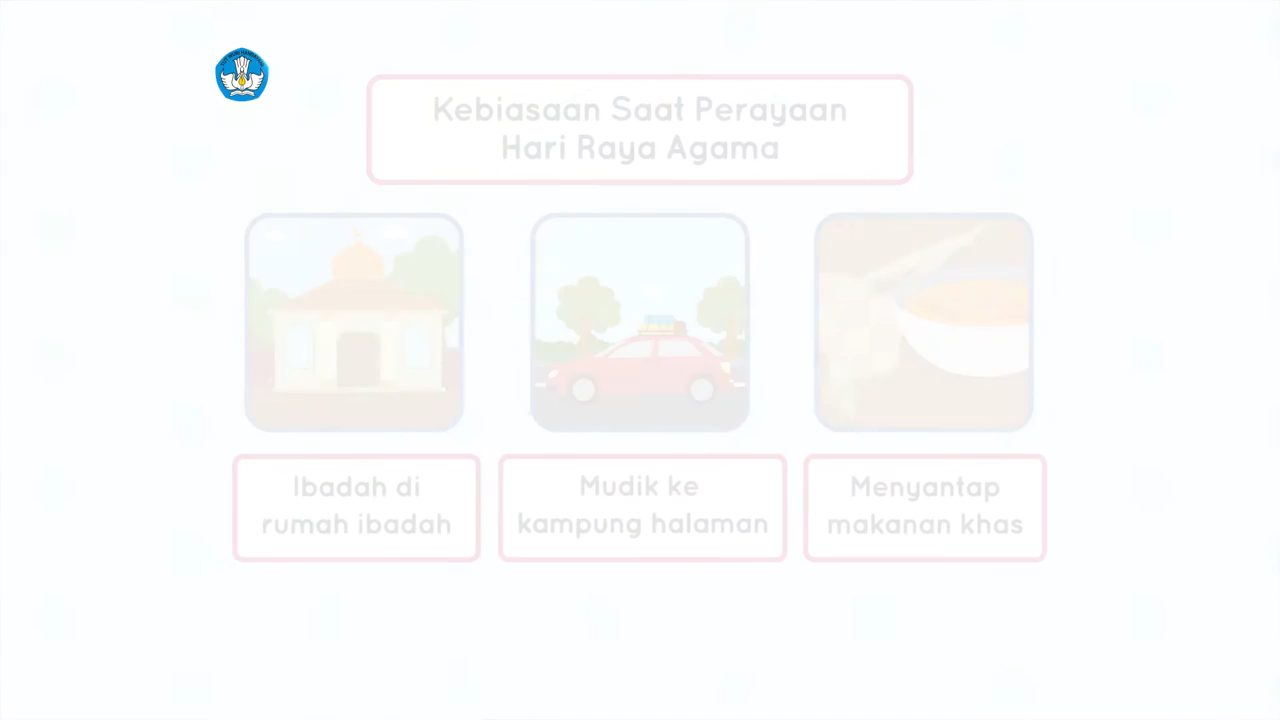 Kebiasaan Saat Perayaan
Hari Raya Agama
Ibadah di
rumah ibadah
Mudik ke
kampung halaman
Menyantap
makanan khas